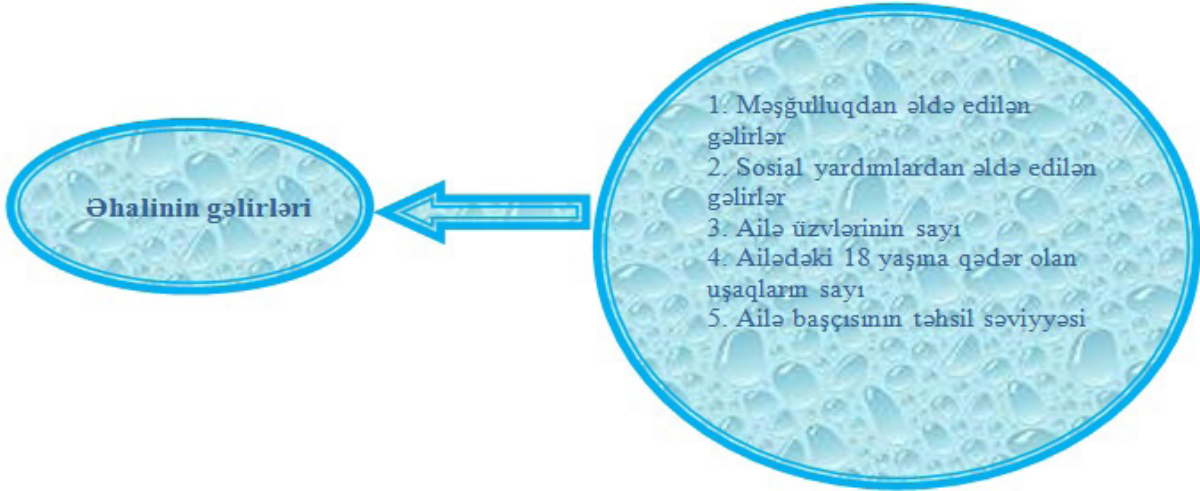 Əhalinin gəlirləri
1. Məşğulluqdan əldə edilən
gəlirlər
2. Sosial yardımlardan əldə edilən
gəlirlər
3. Ailə üzvlərinin sayı
4. Ailədəki 18 yaşına qədər olan
uşaqların sayı
5. Ailə başçısının təhsil səviyyəsi